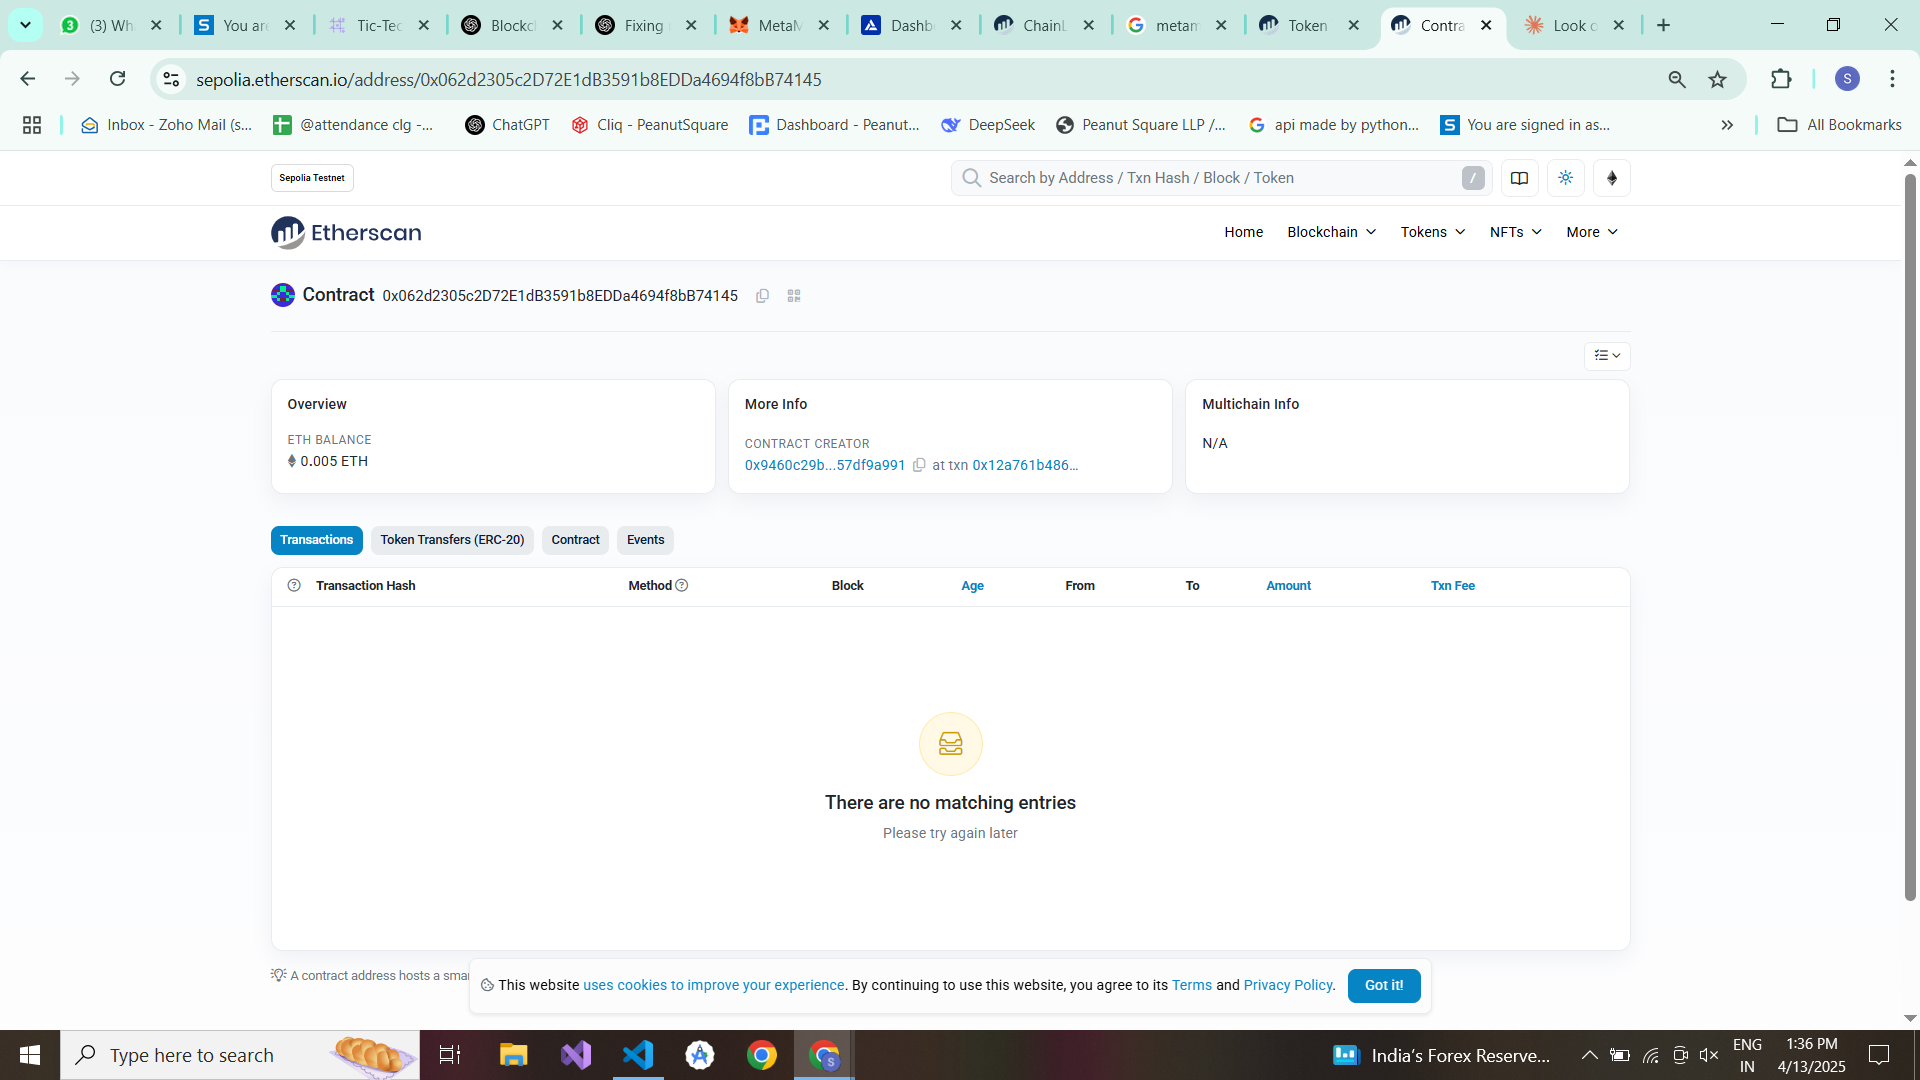 (3) Wh
You are
Tic-Tec
Blockch
Fixing
MetaM
Dashb
ChainL
metam
Token
Contra
Look o
sepolia.etherscan.io/address/0x062d2305c2D72E1dB3591b8EDDa4694f8bB74145
S
Inbox - Zoho Mail (s...
@attendance clg -...
ChatGPT
Cliq - PeanutSquare
Dashboard - Peanut...
DeepSeek
Peanut Square LLP /...
api made by python...
You are signed in as...
All Bookmarks
Sepolia Testnet
Search by Address / Txn Hash / Block / Token
/
Etherscan
Home
Blockchain
Tokens
NFTs
More
Contract 0x062d2305c2D72E1dB3591b8EDDa4694f8bB74145
Overview
ETH BALANCE
0.005 ETH
More Info
CONTRACT CREATOR
0x9460c29b...57df9a991 at txn 0x12a761b486...
Multichain Info
N/A
Transactions
Token Transfers (ERC-20)
Contract
Events
Transaction Hash
Method
Block
Age
From
To
Amount
Txn Fee
There are no matching entries
Please try again later
A contract address hosts a smar
This website uses cookies to improve your experience. By continuing to use this website, you agree to its Terms and Privacy Policy.
Got it!
Type here to search
India's Forex Reserve...
ENG
IN
1:36 PM
4/13/2025